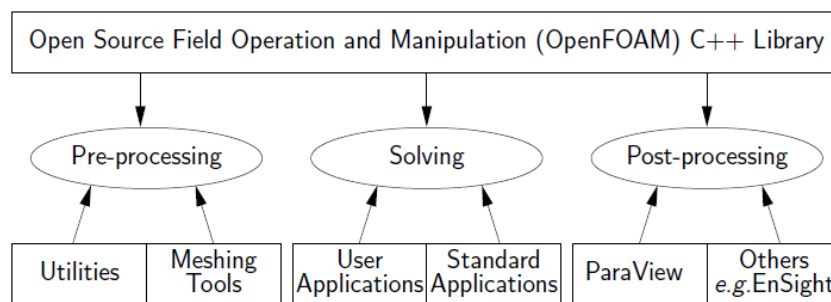 Open Source Field Operation and Manipulation (OpenFOAM) C++ Library
Pre-processing
Solving
Post-processing
Utilities
Meshing
Tools
User
Applications
Standard
Applications
ParaView
Others
e.g.EnSight